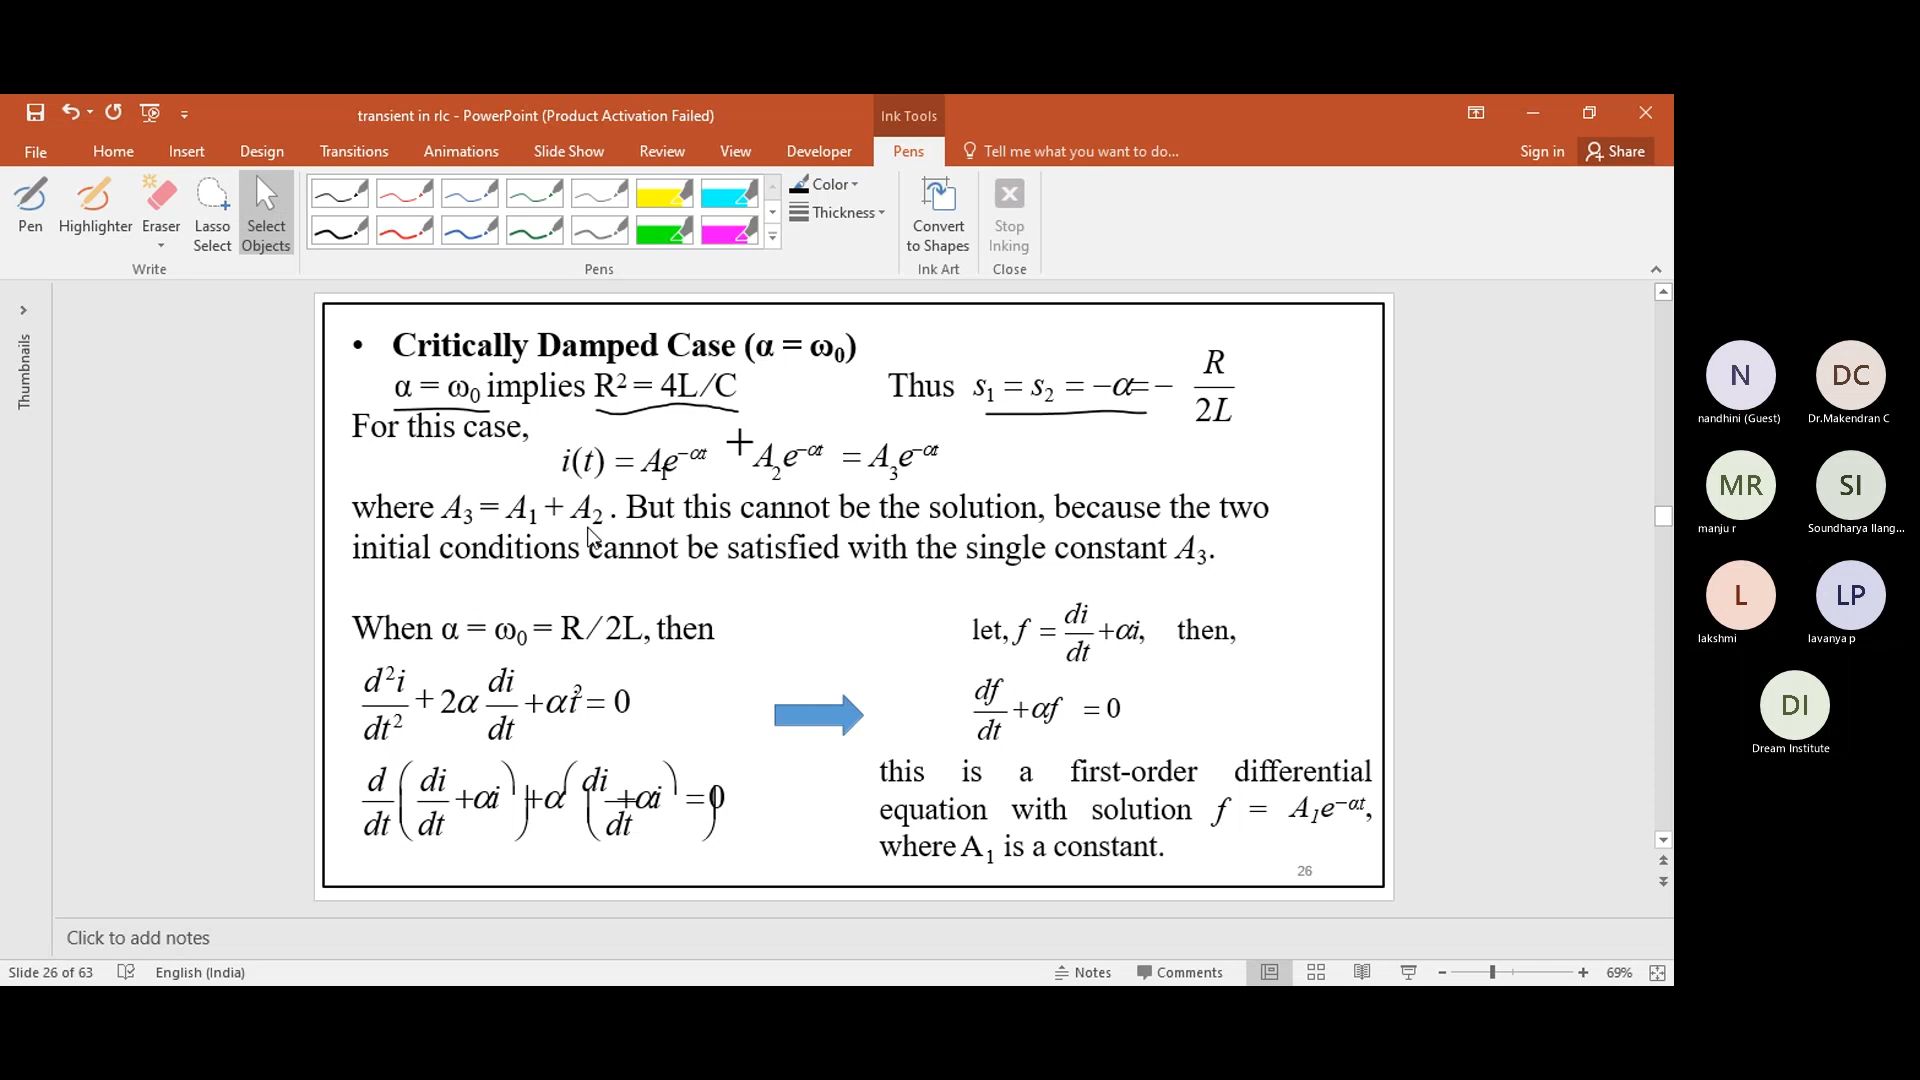 transient in rlc - PowerPoint (Product Activation Failed)
Ink Tools
File Home Insert Design Transitions Animations Slide Show Review View Developer Pens Tell me what you want to do... Sign in Share
Pen Highlighter Eraser Lasso Select Select Objects
Color
Thickness
Convert to Shapes
Stop Inking
Write Pens Ink Art Close
Thumbnails
• Critically Damped Case (α = ω₀)
α = ω₀ implies R² = 4L/C Thus s₁ = s₂ = −α = − R/2L
For this case,
i(t) = A₁e^−αt + A₂e^−αt = A₃e^−αt
where A₃ = A₁ + A₂ . But this cannot be the solution, because the two
initial conditions cannot be satisfied with the single constant A₃.
When α = ω₀ = R/2L, then
d²i/dt² + 2α di/dt + α²i = 0
d/dt (di/dt + αi) + α (di/dt + αi) = 0
let, f = di/dt + αi, then,
df/dt + αf = 0
this is a first-order differential
equation with solution f = A₁e^−αt,
where A₁ is a constant.
26
Click to add notes
Slide 26 of 63 English (India) Notes Comments 69%
N DC
nandhini (Guest) Dr.Makendran C
MR SI
manju r Soundharya Ilang...
L LP
lakshmi lavanya p
DI
Dream Institute